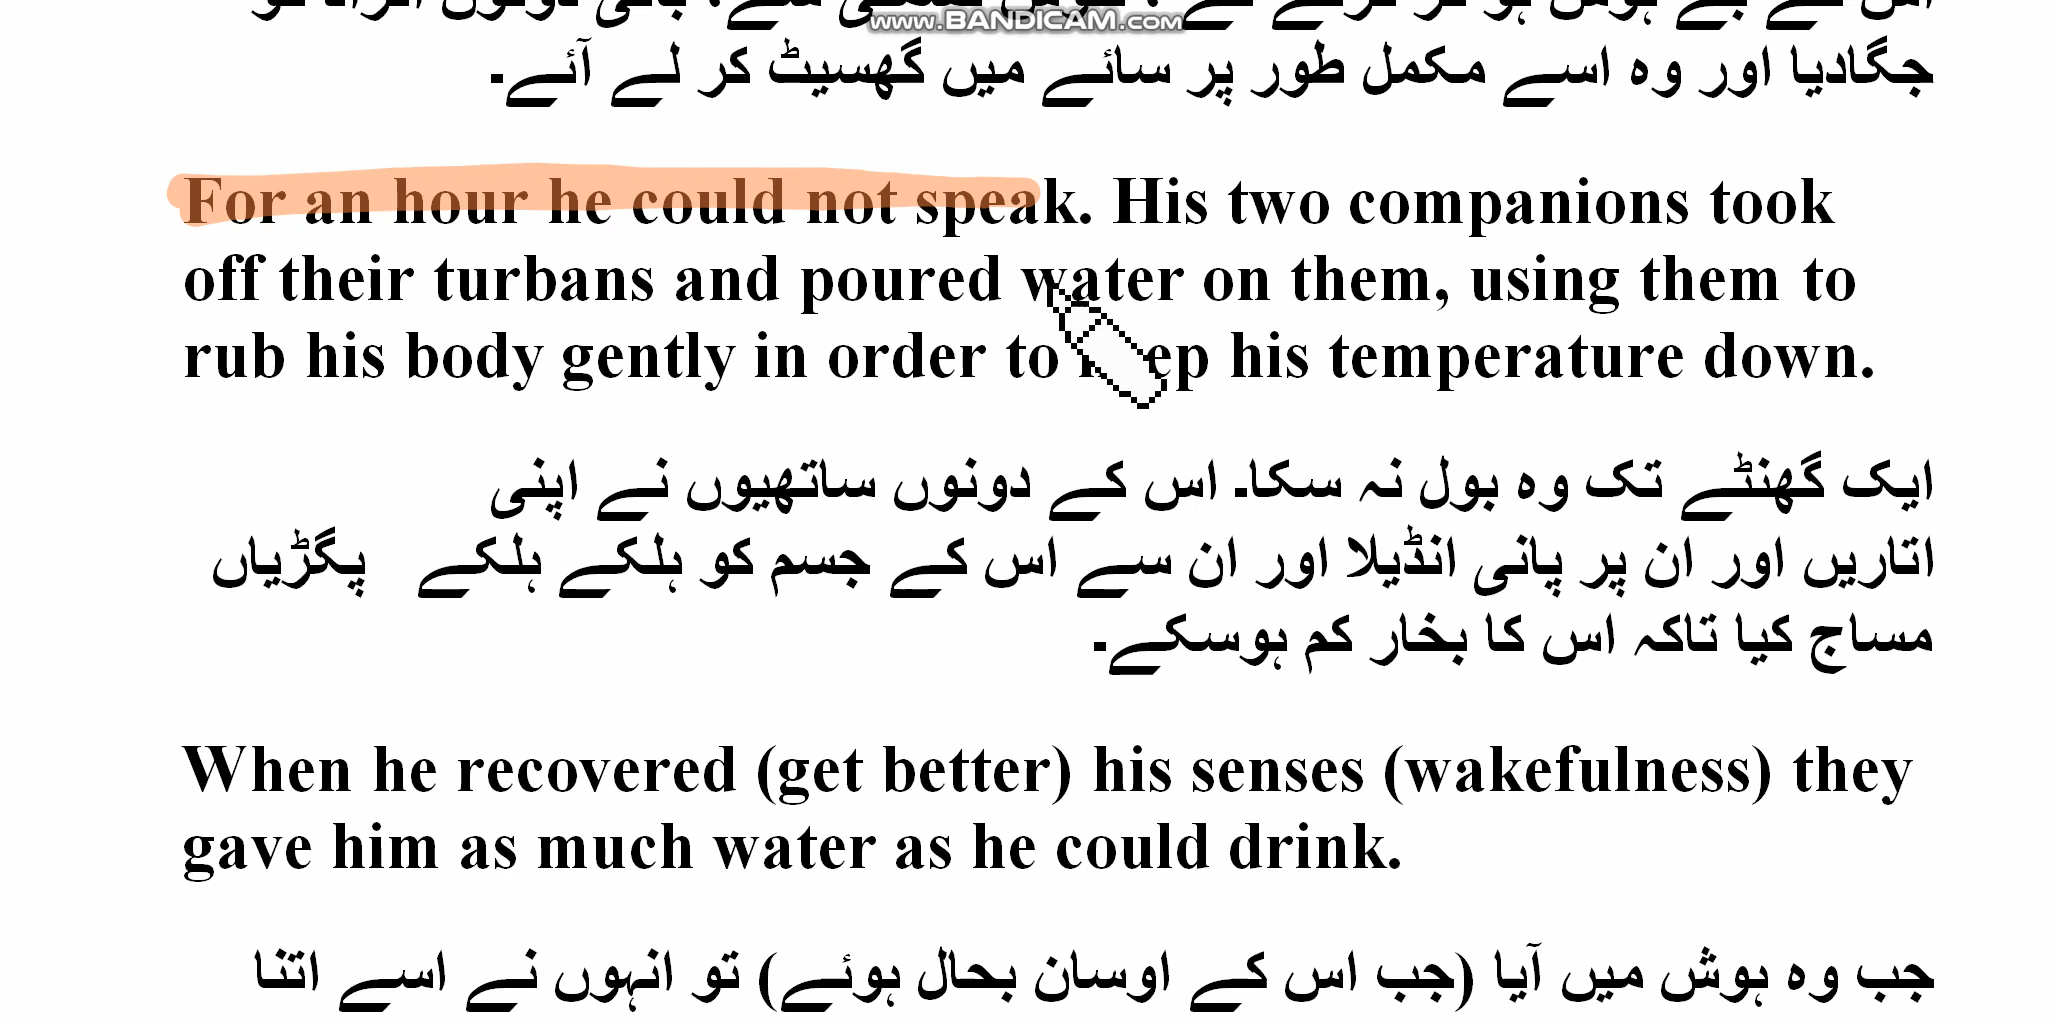 www.BANDICAM.com
جگادیا اور وہ اسے مکمل طور پر سائے میں گھسیٹ کر لے آئے۔
For an hour he could not speak. His two companions took
off their turbans and poured water on them, using them to
rub his body gently in order to ep his temperature down.
ایک گھنٹے تک وہ بول نہ سکا۔ اس کے دونوں ساتھیوں نے اپنی
اتاریں اور ان پر پانی انڈیلا اور ان سے اس کے جسم کو ہلکے ہلکے پگڑیاں
مساج کیا تاکہ اس کا بخار کم ہوسکے۔
When he recovered (get better) his senses (wakefulness) they
gave him as much water as he could drink.
جب وہ ہوش میں آیا (جب اس کے اوسان بحال ہوئے) تو انہوں نے اسے اتنا